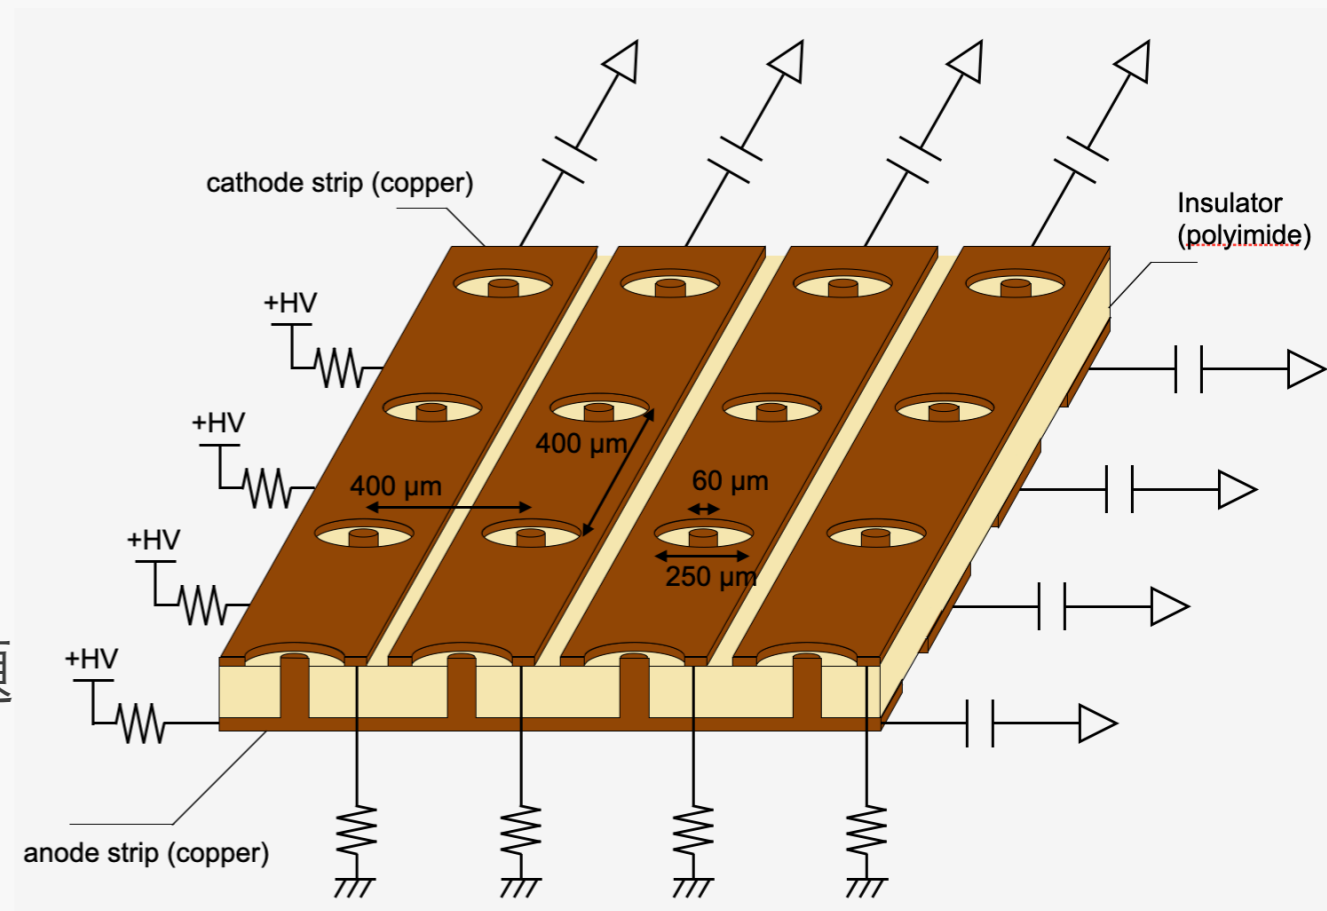 cathode strip (copper)
Insulator
(polyimide)
+HV
+HV
400 μm
400 μm
60 μm
+HV
250 μm
+HV
anode strip (copper)